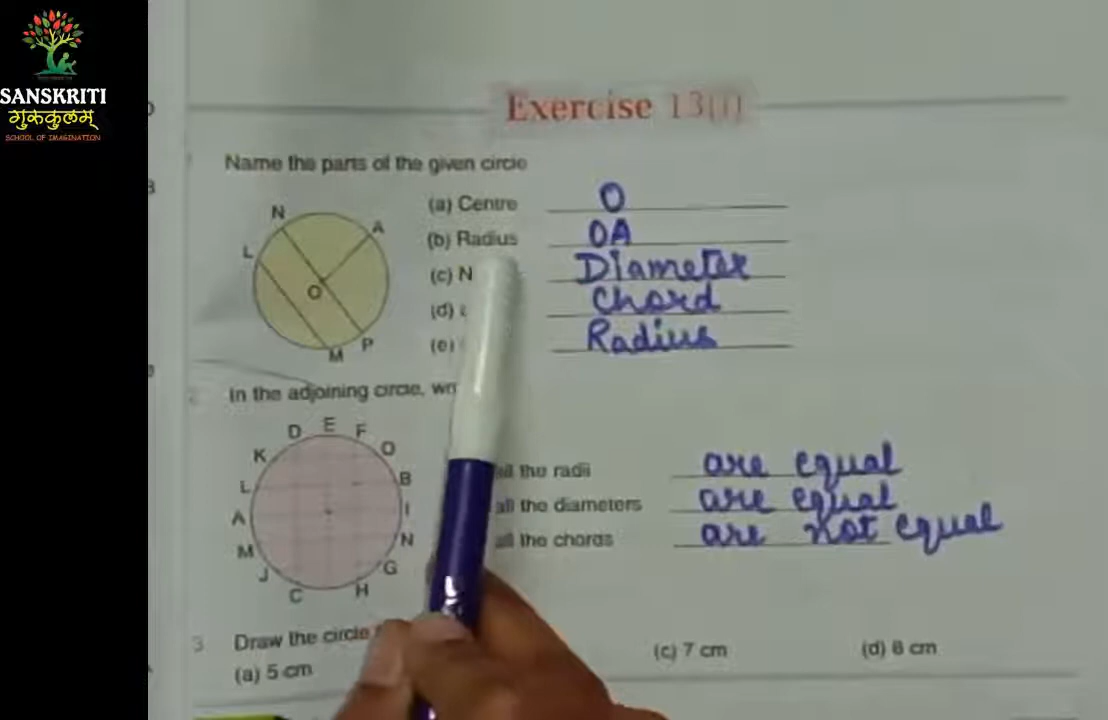 SANSKRITI
गुरुकुलम्
SCHOOL OF IMAGINATION
Exercise 13(i)
Name the parts of the given circle
(a) Centre O
(b) Radius OA
(c) N Diameter
(d) Chord
(e) Radius
N
A
L
O
P
M
2 In the adjoining circle, wr
D E F
K O
L B
A I
M N
J G
C H
all the radii are equal
all the diameters are equal
all the chords are not equal
3 Draw the circle
(a) 5 cm (c) 7 cm (d) 8 cm